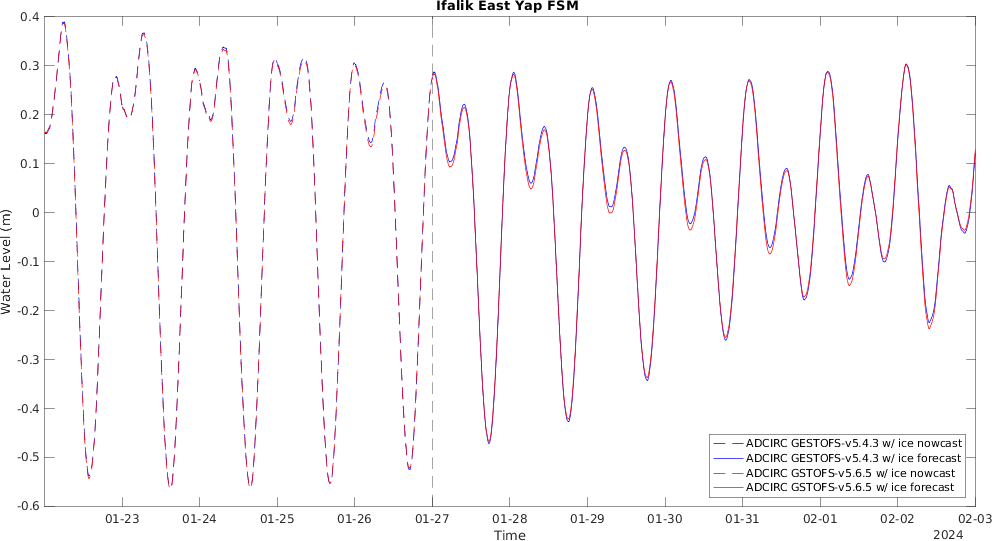 Ifalik East Yap FSM
0.4
0.3
0.2
0.1
0
-0.1
-0.2
-0.3
-0.4
-0.5
-0.6
Water Level (m)
01-23 01-24 01-25 01-26 01-27 01-28 01-29 01-30 01-31 02-01 02-02 02-03
Time
2024
ADCIRC GESTOFS-v5.4.3 w/ ice nowcast
ADCIRC GESTOFS-v5.4.3 w/ ice forecast
ADCIRC GSTOFS-v5.6.5 w/ ice nowcast
ADCIRC GSTOFS-v5.6.5 w/ ice forecast